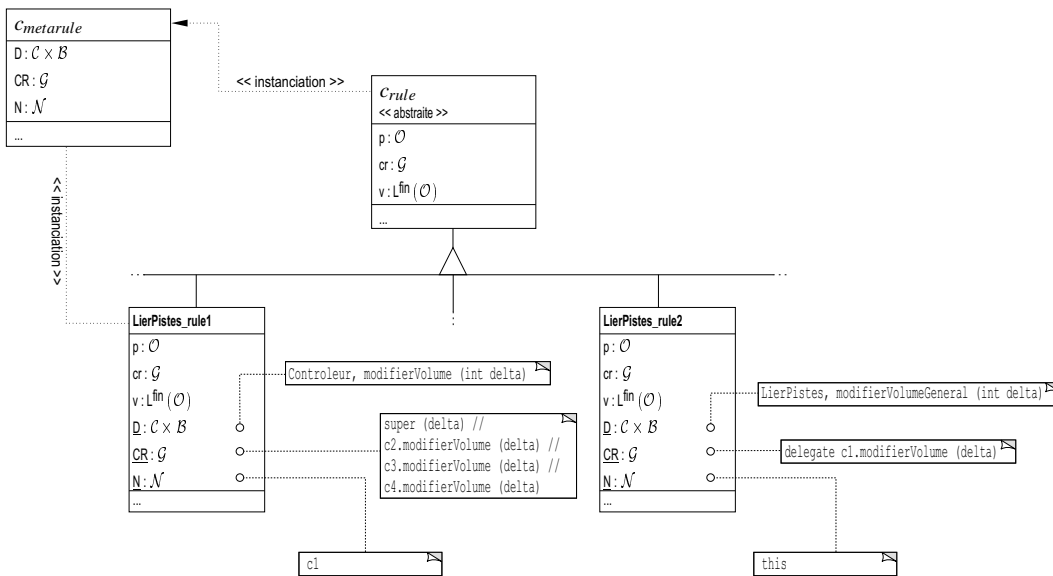 c_metarule
D : 𝒞 × ℬ
CR : 𝒢
N : 𝒩
...
<< instanciation >>
c_rule
<< abstraite >>
p : 𝒪
cr : 𝒢
v : L^fin (𝒪)
...
<< instanciation >>
...
...
...
LierPistes_rule1
p : 𝒪
cr : 𝒢
v : L^fin (𝒪)
D : 𝒞 × ℬ
CR : 𝒢
N : 𝒩
...
Controleur, modifierVolume (int delta)
super (delta) //
c2.modifierVolume (delta) //
c3.modifierVolume (delta) //
c4.modifierVolume (delta)
c1
LierPistes_rule2
p : 𝒪
cr : 𝒢
v : L^fin (𝒪)
D : 𝒞 × ℬ
CR : 𝒢
N : 𝒩
...
LierPistes, modifierVolumeGeneral (int delta)
delegate c1.modifierVolume (delta)
this